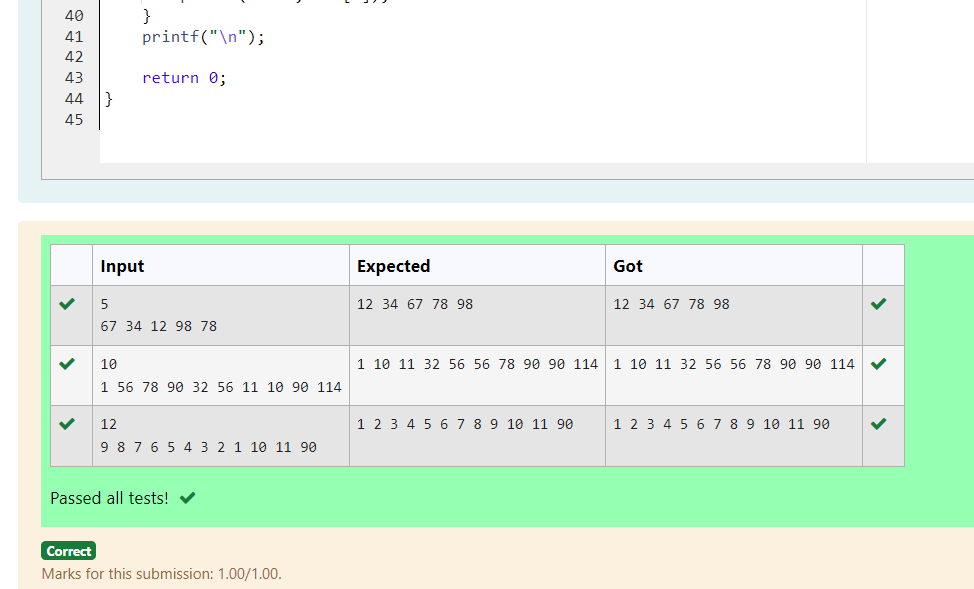 40 }
41 printf("\n");
42
43 return 0;
44 }
45
Input Expected Got
5
67 34 12 98 78
12 34 67 78 98
12 34 67 78 98
10
1 56 78 90 32 56 11 10 90 114
1 10 11 32 56 56 78 90 90 114
1 10 11 32 56 56 78 90 90 114
12
9 8 7 6 5 4 3 2 1 10 11 90
1 2 3 4 5 6 7 8 9 10 11 90
1 2 3 4 5 6 7 8 9 10 11 90
Passed all tests!
Correct
Marks for this submission: 1.00/1.00.